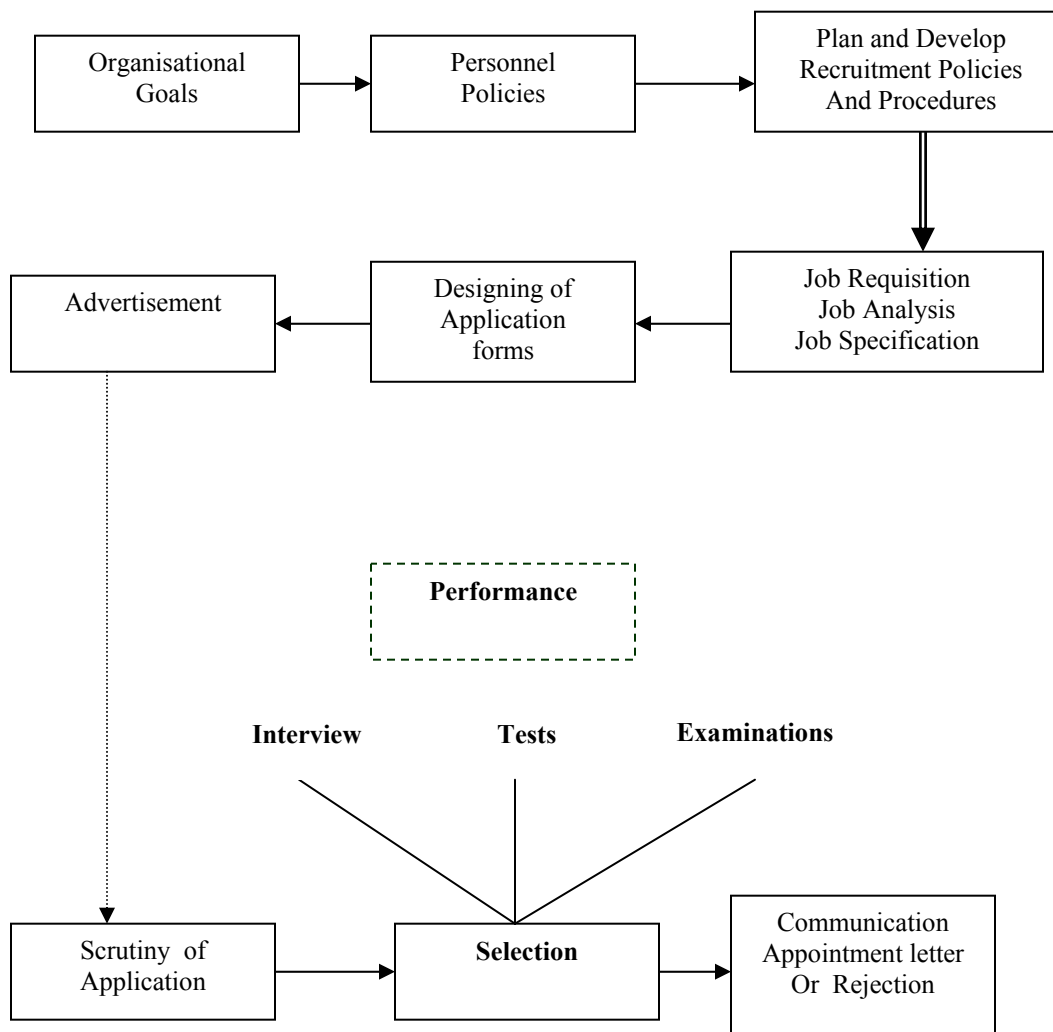 Organisational
Goals
Personnel
Policies
Plan and Develop
Recruitment Policies
And Procedures
Job Requisition
Job Analysis
Job Specification
Designing of
Application
forms
Advertisement
Performance
Interview
Tests
Examinations
Scrutiny of
Application
Selection
Communication
Appointment letter
Or Rejection